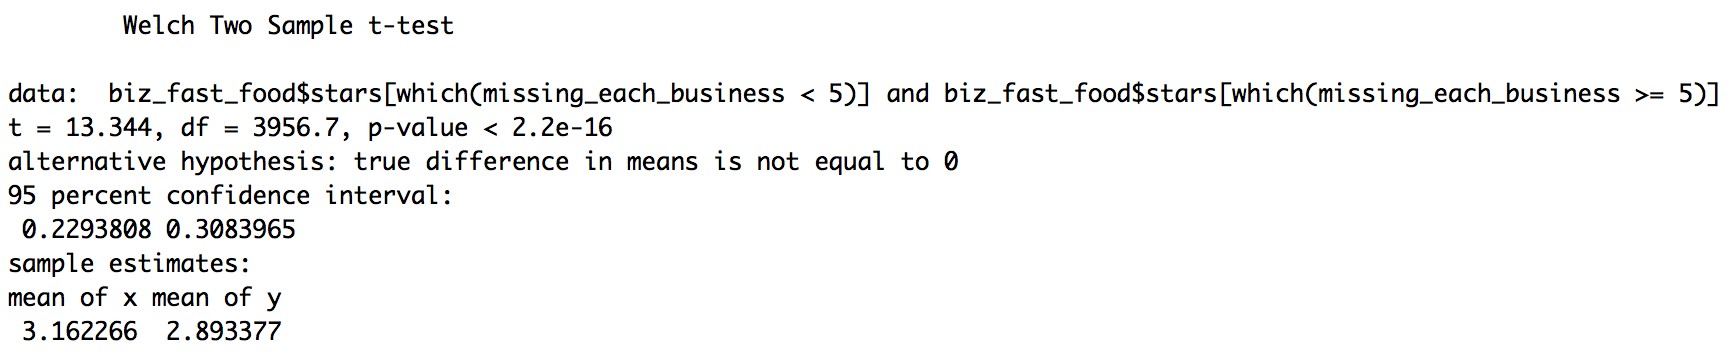 Welch Two Sample t-test
data:  biz_fast_food$stars[which(missing_each_business < 5)] and biz_fast_food$stars[which(missing_each_business >= 5)]
t = 13.344, df = 3956.7, p-value < 2.2e-16
alternative hypothesis: true difference in means is not equal to 0
95 percent confidence interval:
 0.2293808 0.3083965
sample estimates:
mean of x mean of y
 3.162266  2.893377